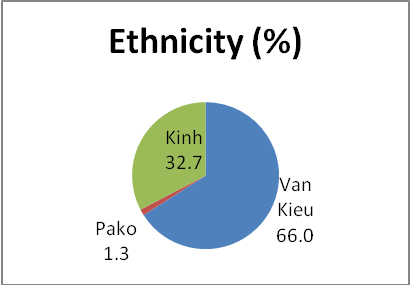 Ethnicity (%)
Kinh
32.7
Van
Kieu
66.0
Pako
1.3